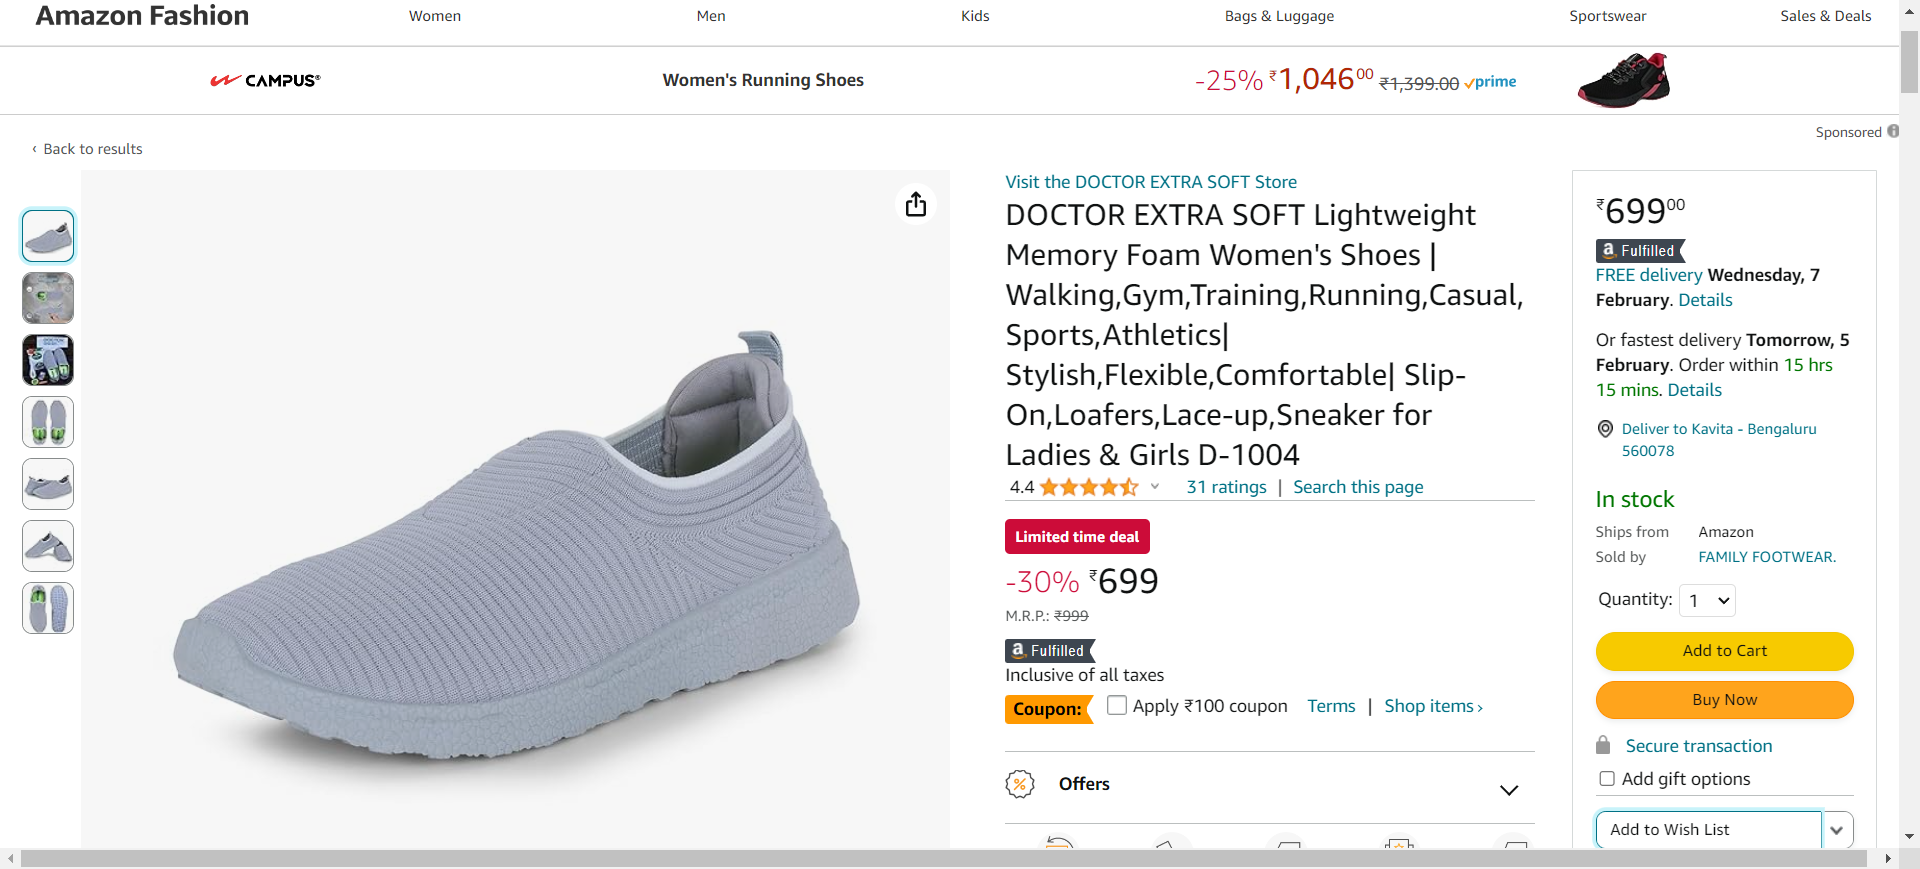 Amazon Fashion
Women
Men
Kids
Bags & Luggage
Sportswear
Sales & Deals
CAMPUS®
Women's Running Shoes
-25% ₹1,04600 ₹1,399.00 prime
Sponsored
‹ Back to results
Visit the DOCTOR EXTRA SOFT Store
DOCTOR EXTRA SOFT Lightweight
Memory Foam Women's Shoes |
Walking,Gym,Training,Running,Casual,
Sports,Athletics|
Stylish,Flexible,Comfortable| Slip-
On,Loafers,Lace-up,Sneaker for
Ladies & Girls D-1004
4.4 31 ratings | Search this page
Limited time deal
-30% ₹699
M.R.P.: ₹999
a Fulfilled
Inclusive of all taxes
Coupon: Apply ₹100 coupon Terms | Shop items ›
% Offers
₹69900
a Fulfilled
FREE delivery Wednesday, 7
February. Details
Or fastest delivery Tomorrow, 5
February. Order within 15 hrs
15 mins. Details
Deliver to Kavita - Bengaluru
560078
In stock
Ships from Amazon
Sold by FAMILY FOOTWEAR.
Quantity: 1
Add to Cart
Buy Now
Secure transaction
Add gift options
Add to Wish List